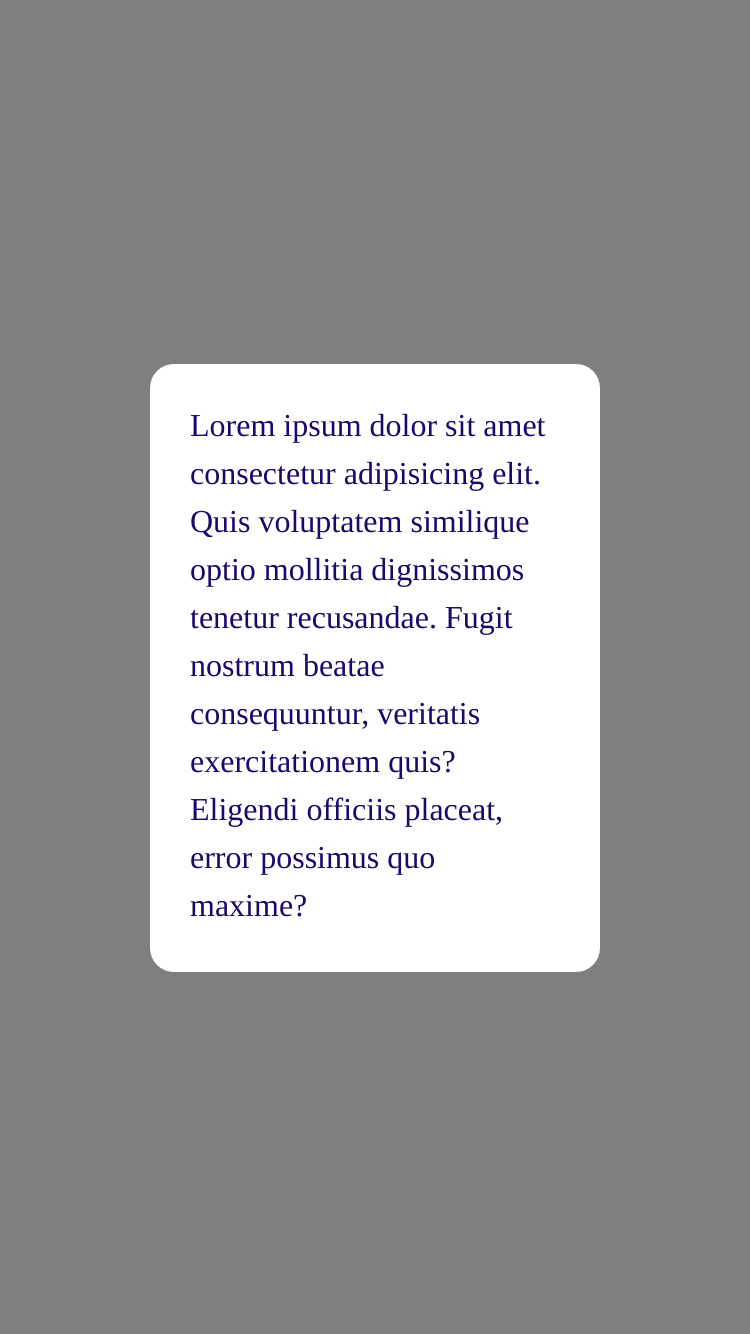 Lorem ipsum dolor sit amet
consectetur adipisicing elit.
Quis voluptatem similique
optio mollitia dignissimos
tenetur recusandae. Fugit
nostrum beatae
consequuntur, veritatis
exercitationem quis?
Eligendi officiis placeat,
error possimus quo
maxime?